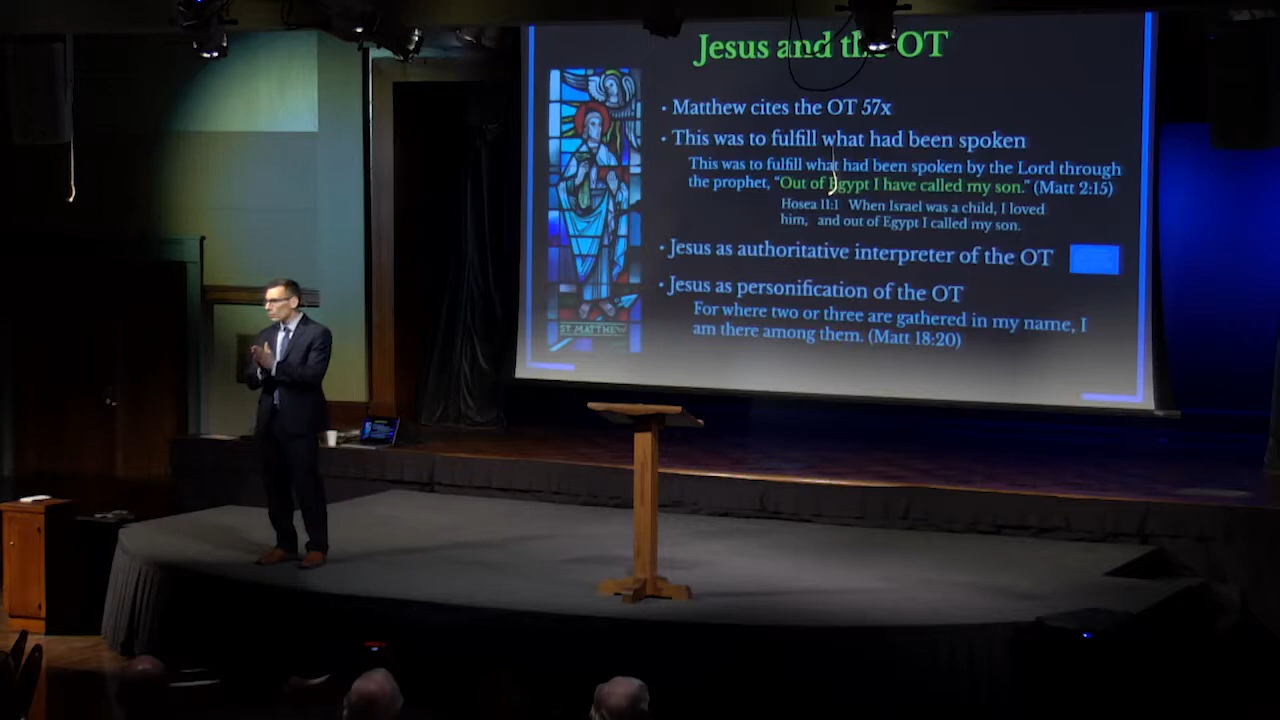 Jesus and the OT
• Matthew cites the OT 57x
• This was to fulfill what had been spoken
This was to fulfill what had been spoken by the Lord through
the prophet, “Out of Egypt I have called my son.” (Matt 2:15)
Hosea 11:1 When Israel was a child, I loved
him, and out of Egypt I called my son.
• Jesus as authoritative interpreter of the OT
• Jesus as personification of the OT
For where two or three are gathered in my name, I
am there among them. (Matt 18:20)
ST. MATTHEW